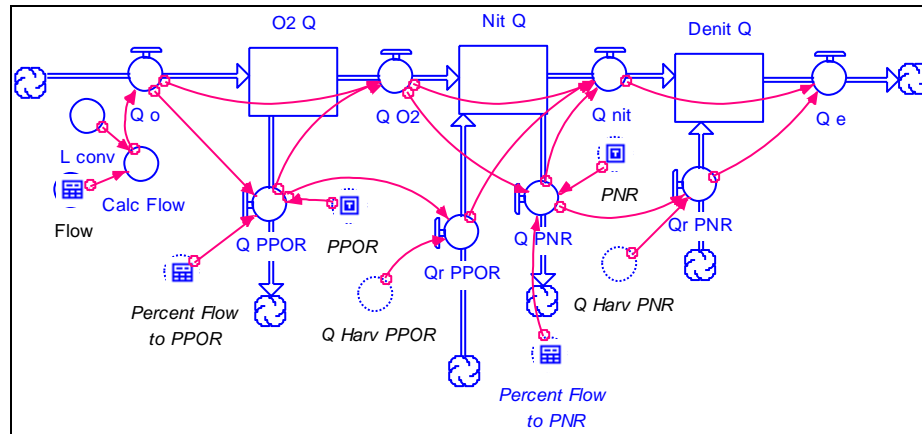 O2 Q
Nit Q
Denit Q
Q o
Q O2
Q nit
Q e
L conv
Calc Flow
Flow
Q PPOR
PPOR
Qr PPOR
Q PNR
PNR
Qr PNR
Percent Flow
to PPOR
Q Harv PPOR
Q Harv PNR
Percent Flow
to PNR
T
T